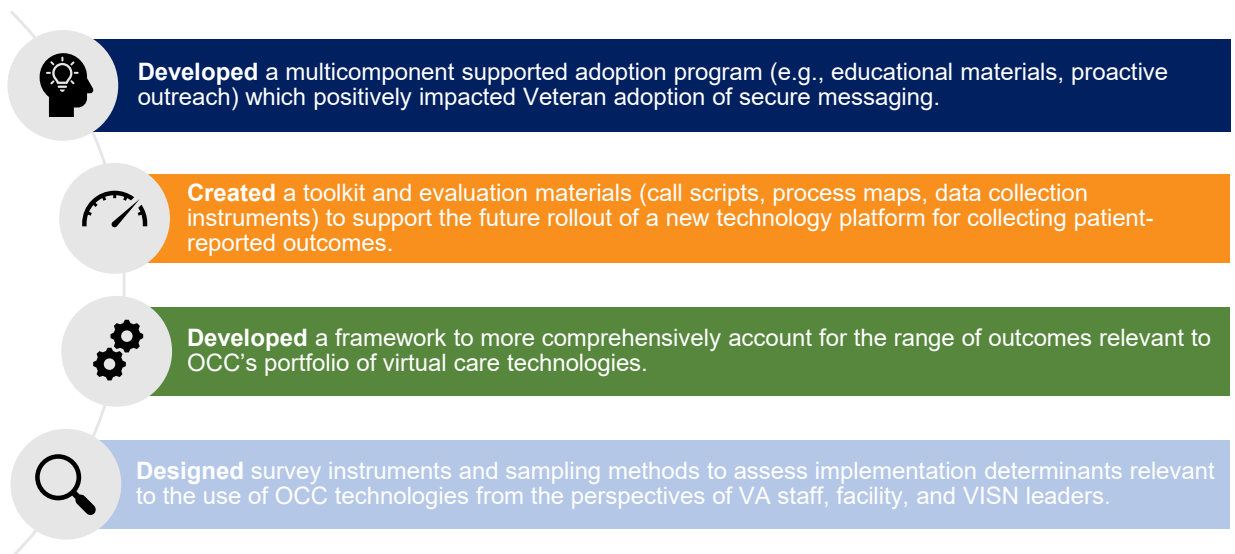 Developed a multicomponent supported adoption program (e.g., educational materials, proactive
outreach) which positively impacted Veteran adoption of secure messaging.
Created a toolkit and evaluation materials (call scripts, process maps, data collection
instruments) to support the future rollout of a new technology platform for collecting patient-
reported outcomes.
Developed a framework to more comprehensively account for the range of outcomes relevant to
OCC’s portfolio of virtual care technologies.
Designed survey instruments and sampling methods to assess implementation determinants relevant
to the use of OCC technologies from the perspectives of VA staff, facility, and VISN leaders.